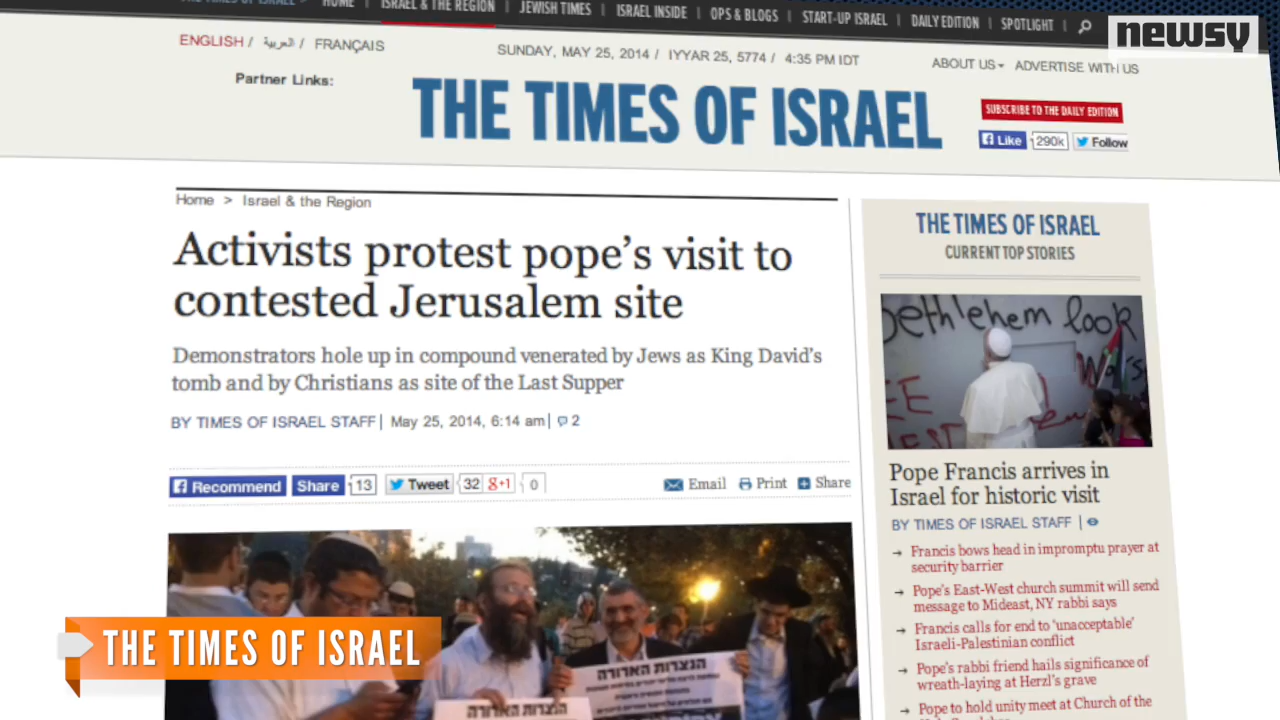 THE TIMES OF ISRAEL
HOME
ISRAEL & THE REGION
JEWISH TIMES
ISRAEL INSIDE
OPS & BLOGS
START-UP ISRAEL
DAILY EDITION
SPOTLIGHT
newsy
ENGLISH / العربية / FRANÇAIS
SUNDAY, MAY 25, 2014 / IYYAR 25, 5774 / 4:35 PM IDT
ABOUT US ADVERTISE WITH US
Partner Links:
THE TIMES OF ISRAEL
SUBSCRIBE TO THE DAILY EDITION
Like 290k Follow
Home > Israel & the Region
Activists protest pope's visit to
contested Jerusalem site
Demonstrators hole up in compound venerated by Jews as King David's
tomb and by Christians as site of the Last Supper
BY TIMES OF ISRAEL STAFF | May 25, 2014, 6:14 am | 2
Recommend Share 13 Tweet 32 g+1 0
Email Print Share
הנצרות הארורה
הנצרות הארורה
THE TIMES OF ISRAEL
THE TIMES OF ISRAEL
CURRENT TOP STORIES
bethlehem look
Pope Francis arrives in
Israel for historic visit
BY TIMES OF ISRAEL STAFF |
→ Francis bows head in impromptu prayer at
security barrier
→ Pope's East-West church summit will send
message to Mideast, NY rabbi says
→ Francis calls for end to 'unacceptable'
Israeli-Palestinian conflict
→ Pope's rabbi friend hails significance of
wreath-laying at Herzl's grave
→ Pope to hold unity meet at Church of the